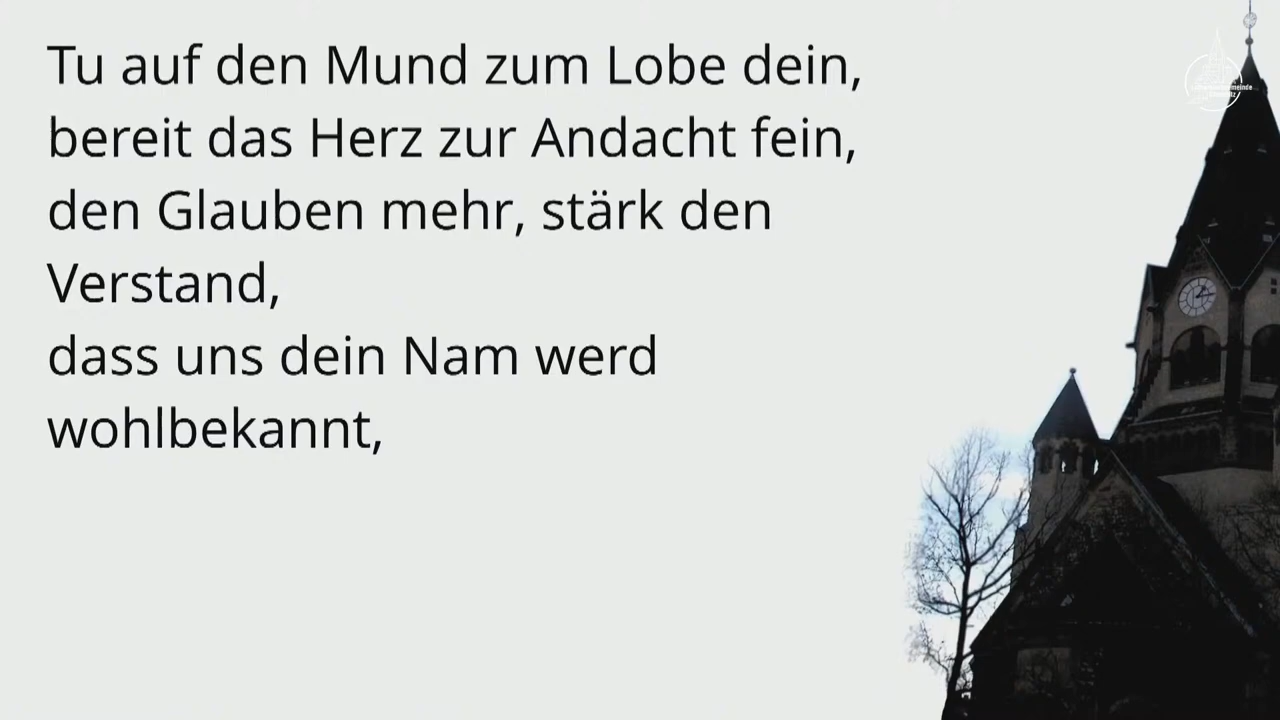 Tu auf den Mund zum Lobe dein,
bereit das Herz zur Andacht fein,
den Glauben mehr, stärk den
Verstand,
dass uns dein Nam werd
wohlbekannt,